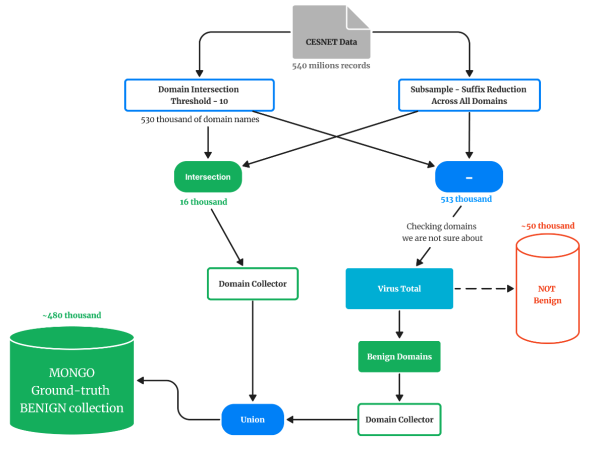 CESNET Data
540 milions records
Domain Intersection
Threshold - 10
Subsample - Suffix Reduction
Across All Domains
530 thousand of domain names
Intersection
–
16 thousand
513 thousand
Checking domains
we are not sure about
~50 thousand
Domain Collector
Virus Total
NOT
Benign
~480 thousand
Benign Domains
MONGO
Ground-truth
BENIGN collection
Union
Domain Collector